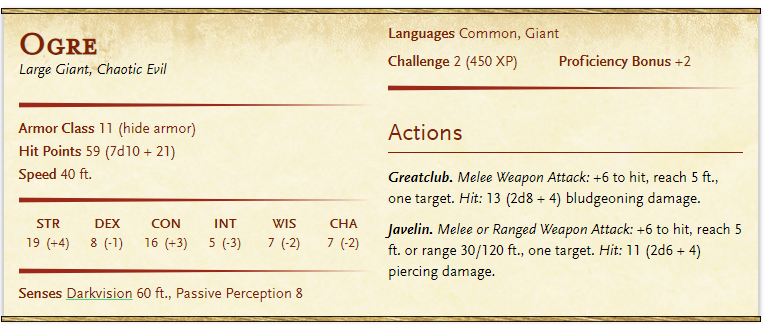 Ogre
Large Giant, Chaotic Evil
Armor Class 11 (hide armor)
Hit Points 59 (7d10 + 21)
Speed 40 ft.
STR DEX CON INT WIS CHA
19 (+4) 8 (-1) 16 (+3) 5 (-3) 7 (-2) 7 (-2)
Senses Darkvision 60 ft., Passive Perception 8
Languages Common, Giant
Challenge 2 (450 XP) Proficiency Bonus +2
Actions
Greatclub. Melee Weapon Attack: +6 to hit, reach 5 ft.,
one target. Hit: 13 (2d8 + 4) bludgeoning damage.
Javelin. Melee or Ranged Weapon Attack: +6 to hit, reach 5
ft. or range 30/120 ft., one target. Hit: 11 (2d6 + 4)
piercing damage.